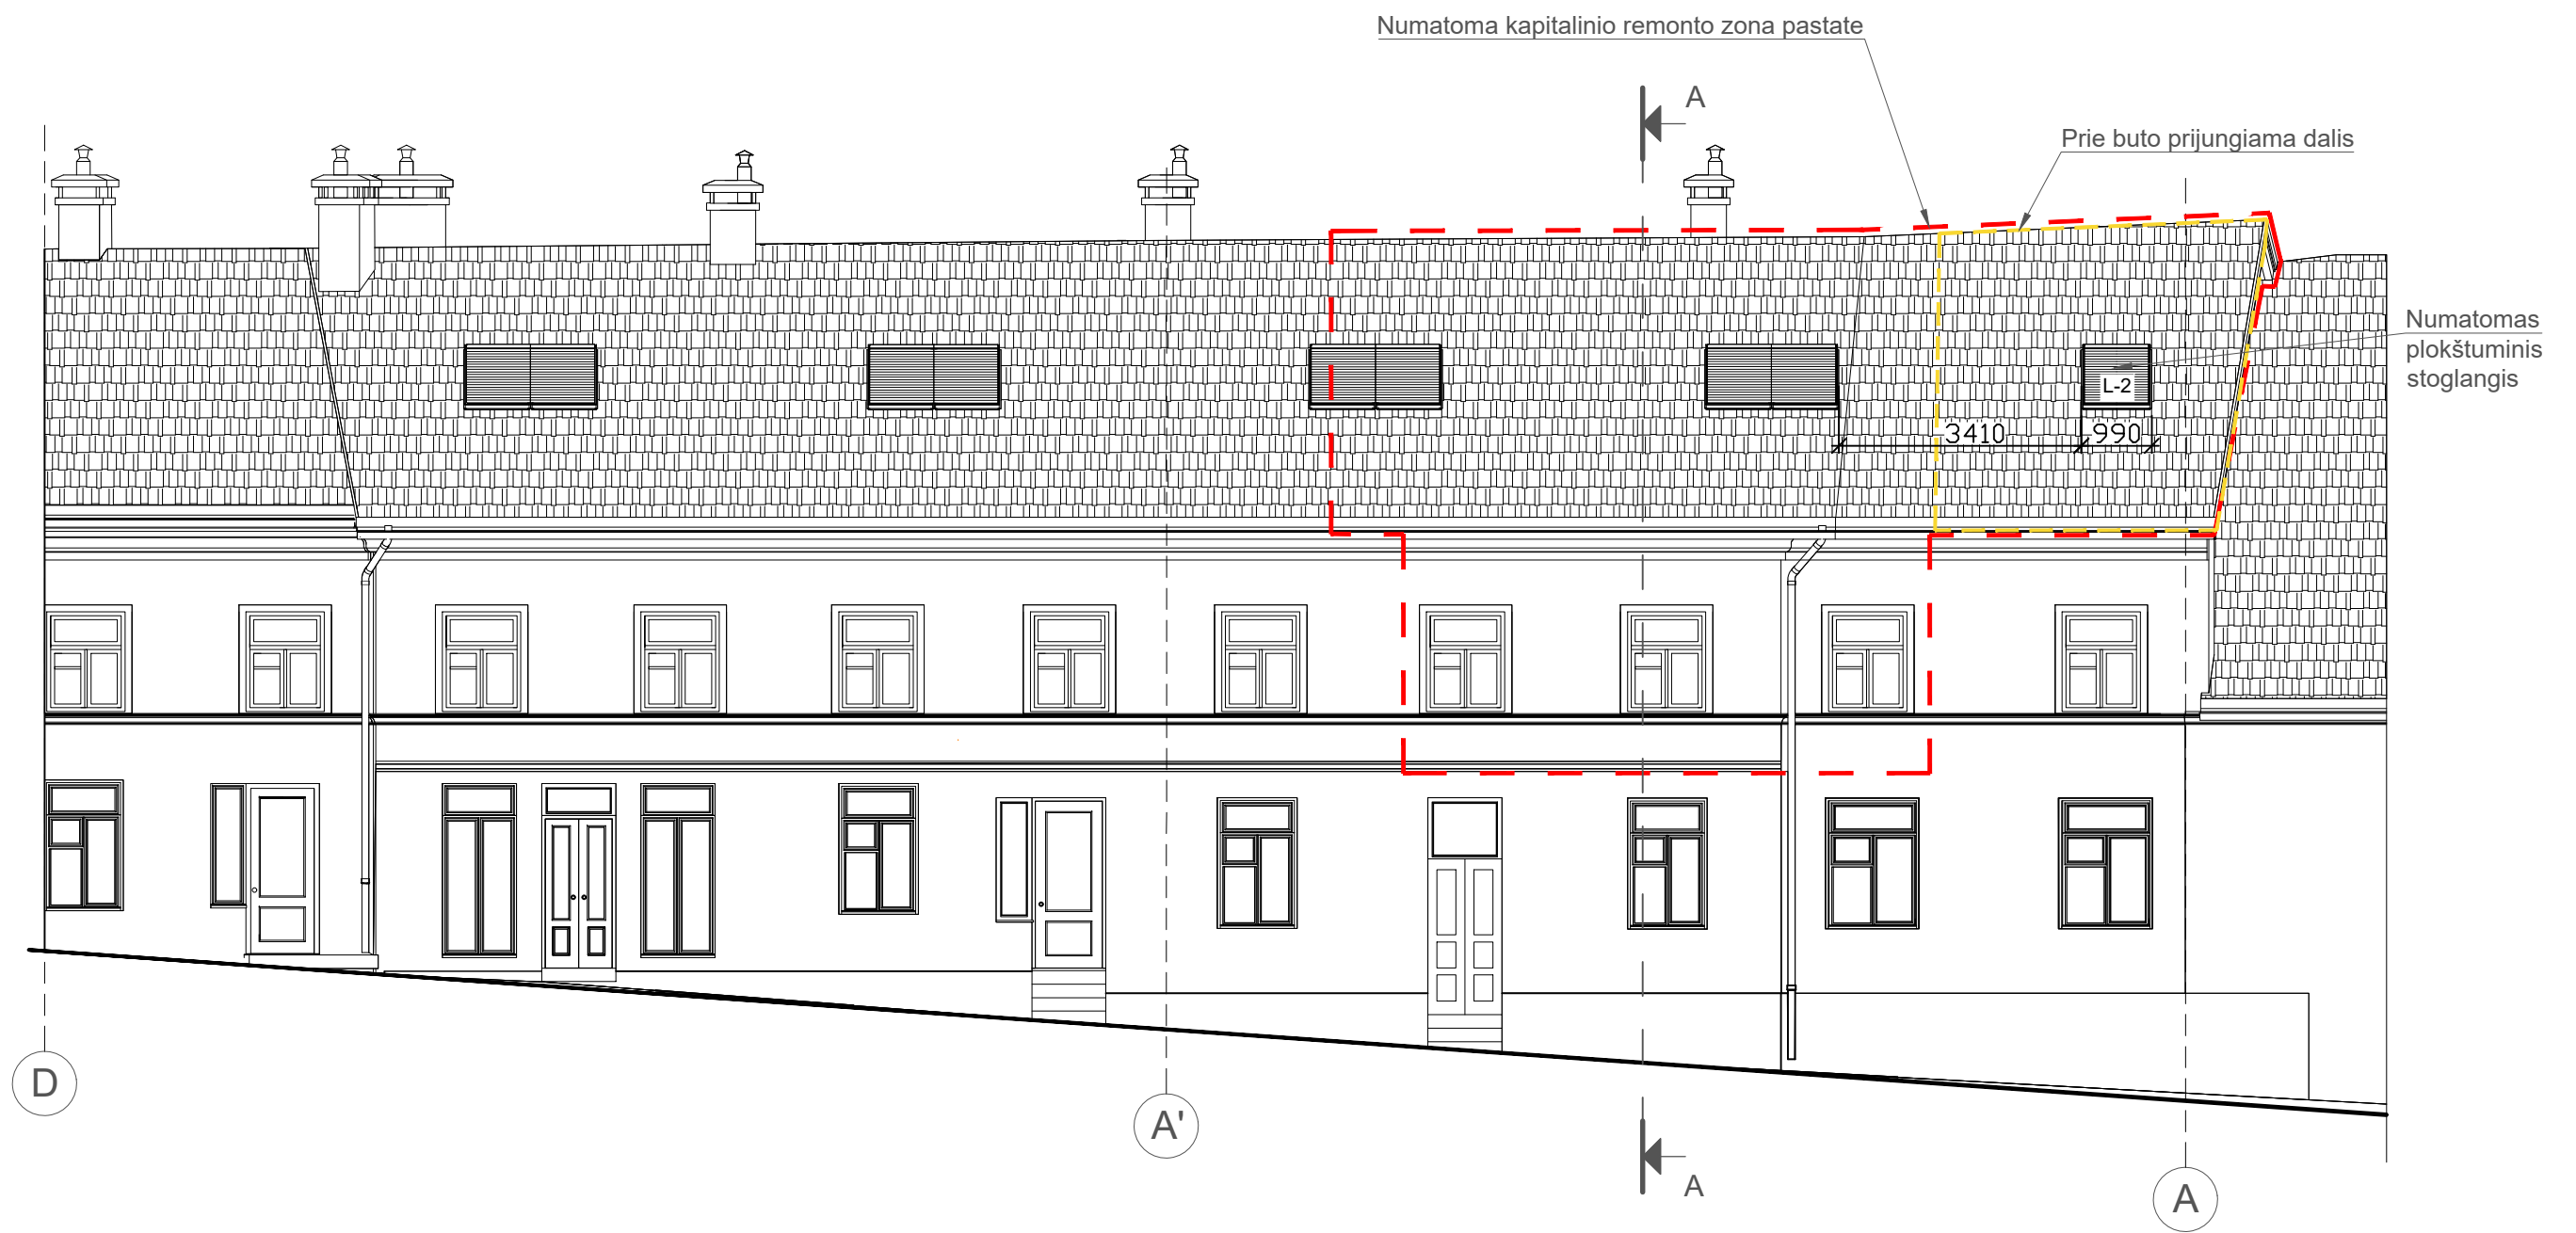 Numatoma kapitalinio remonto zona pastate
A
Prie buto prijungiama dalis
Numatomas
plokštuminis
stoglangis
L-2
3410
990
D
A'
A
A